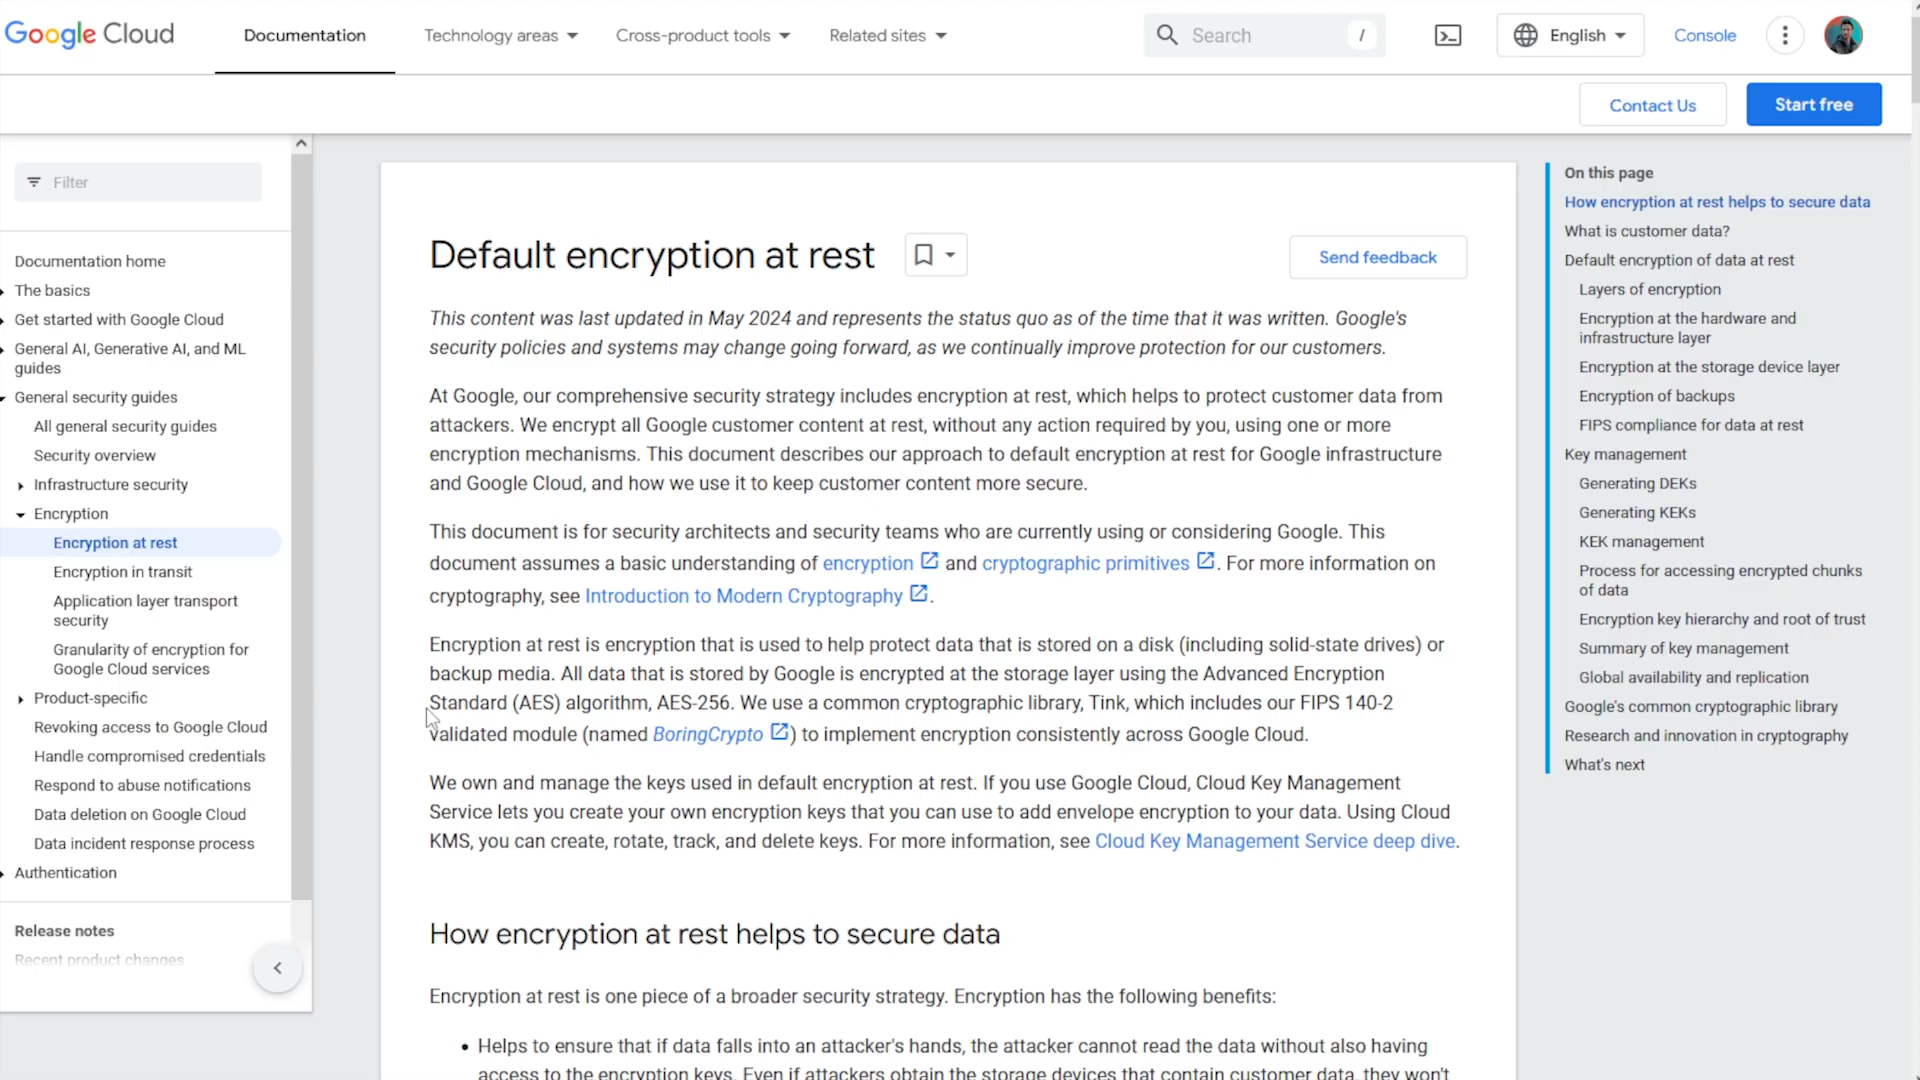 Google Cloud
Documentation
Technology areas
Cross-product tools
Related sites
Search
/
English
Console
Contact Us
Start free
Filter
Documentation home
The basics
Get started with Google Cloud
General AI, Generative AI, and ML
guides
General security guides
All general security guides
Security overview
Infrastructure security
Encryption
Encryption at rest
Encryption in transit
Application layer transport
security
Granularity of encryption for
Google Cloud services
Product-specific
Revoking access to Google Cloud
Handle compromised credentials
Respond to abuse notifications
Data deletion on Google Cloud
Data incident response process
Authentication
Release notes
Recent product changes
Default encryption at rest
Send feedback
This content was last updated in May 2024 and represents the status quo as of the time that it was written. Google's
security policies and systems may change going forward, as we continually improve protection for our customers.
At Google, our comprehensive security strategy includes encryption at rest, which helps to protect customer data from
attackers. We encrypt all Google customer content at rest, without any action required by you, using one or more
encryption mechanisms. This document describes our approach to default encryption at rest for Google infrastructure
and Google Cloud, and how we use it to keep customer content more secure.
This document is for security architects and security teams who are currently using or considering Google. This
document assumes a basic understanding of encryption and cryptographic primitives. For more information on
cryptography, see Introduction to Modern Cryptography.
Encryption at rest is encryption that is used to help protect data that is stored on a disk (including solid-state drives) or
backup media. All data that is stored by Google is encrypted at the storage layer using the Advanced Encryption
Standard (AES) algorithm, AES-256. We use a common cryptographic library, Tink, which includes our FIPS 140-2
validated module (named BoringCrypto) to implement encryption consistently across Google Cloud.
We own and manage the keys used in default encryption at rest. If you use Google Cloud, Cloud Key Management
Service lets you create your own encryption keys that you can use to add envelope encryption to your data. Using Cloud
KMS, you can create, rotate, track, and delete keys. For more information, see Cloud Key Management Service deep dive.
How encryption at rest helps to secure data
Encryption at rest is one piece of a broader security strategy. Encryption has the following benefits:
• Helps to ensure that if data falls into an attacker's hands, the attacker cannot read the data without also having
access to the encryption keys. Even if attackers obtain the storage devices that contain customer data, they won't
On this page
How encryption at rest helps to secure data
What is customer data?
Default encryption of data at rest
Layers of encryption
Encryption at the hardware and
infrastructure layer
Encryption at the storage device layer
Encryption of backups
FIPS compliance for data at rest
Key management
Generating DEKs
Generating KEKs
KEK management
Process for accessing encrypted chunks
of data
Encryption key hierarchy and root of trust
Summary of key management
Global availability and replication
Google's common cryptographic library
Research and innovation in cryptography
What's next